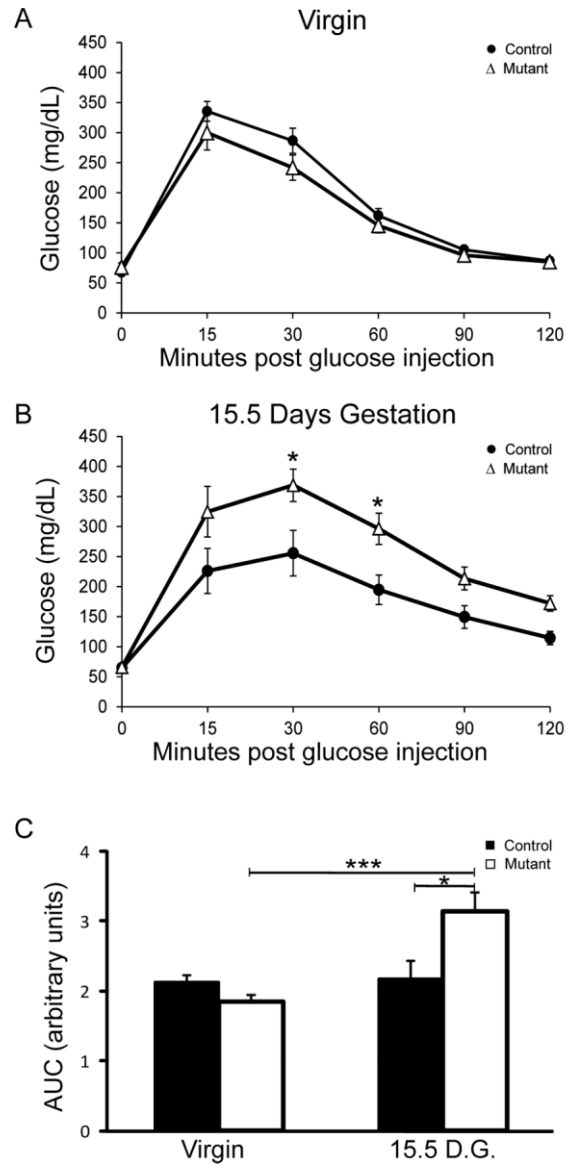 A
Virgin
450
400
350
300
250
200
150
100
50
0
Glucose (mg/dL)
Control
Mutant
0 15 30 60 90 120
Minutes post glucose injection
B
15.5 Days Gestation
450
400
350
300
250
200
150
100
50
0
Glucose (mg/dL)
Control
Mutant
*
*
0 15 30 60 90 120
Minutes post glucose injection
C
4
3
2
1
0
AUC (arbitrary units)
Control
Mutant
***
*
Virgin 15.5 D.G.